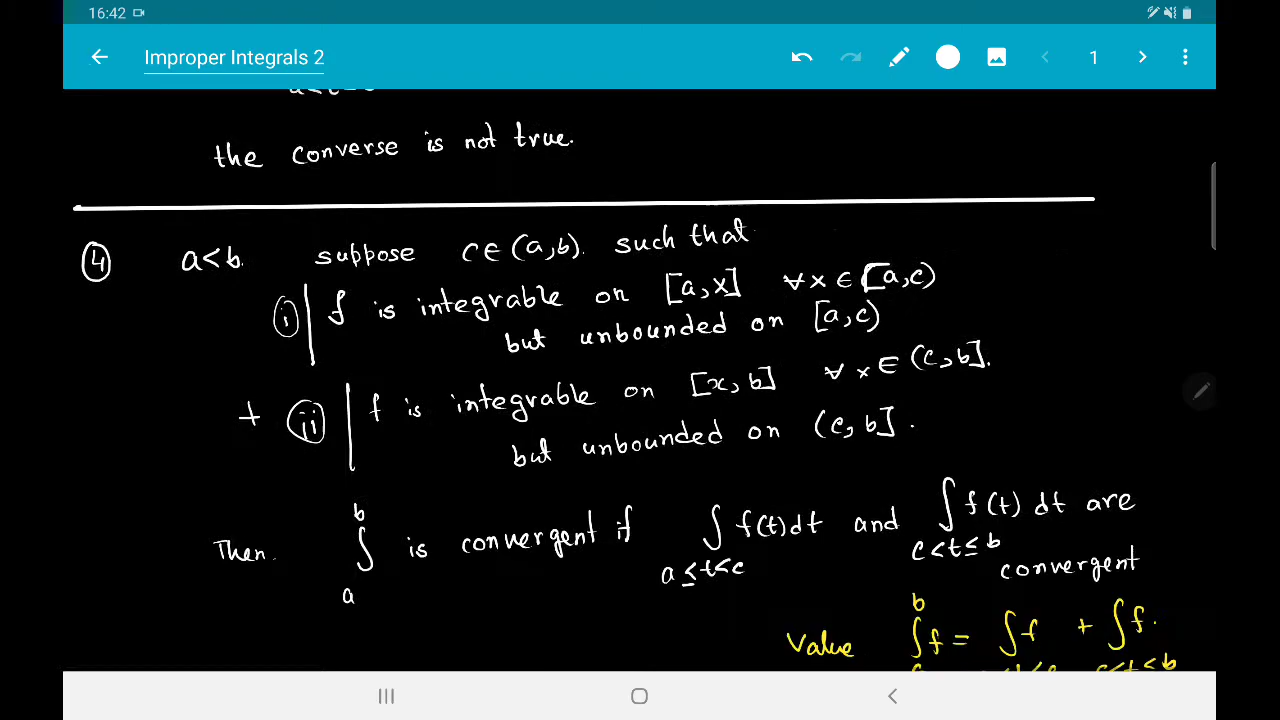 16:42
Improper Integrals 2
1
the converse is not true.
④ a<b. suppose c∈(a,b). such that
(i) f is integrable on [a,x] ∀x∈[a,c)
but unbounded on [a,c)
+ (ii) f is integrable on [x,b] ∀x∈(c,b].
but unbounded on (c,b].
Then. ∫_a^b is convergent if ∫_{a≤t<c} f(t)dt and ∫_{c<t≤b} f(t) dt are
convergent
Value ∫^b f = ∫f + ∫f.